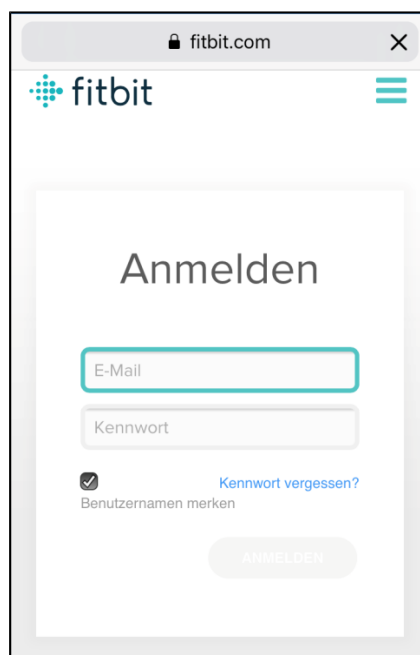 fitbit.com
fitbit
Anmelden
E-Mail
Kennwort
Kennwort vergessen?
Benutzernamen merken
ANMELDEN